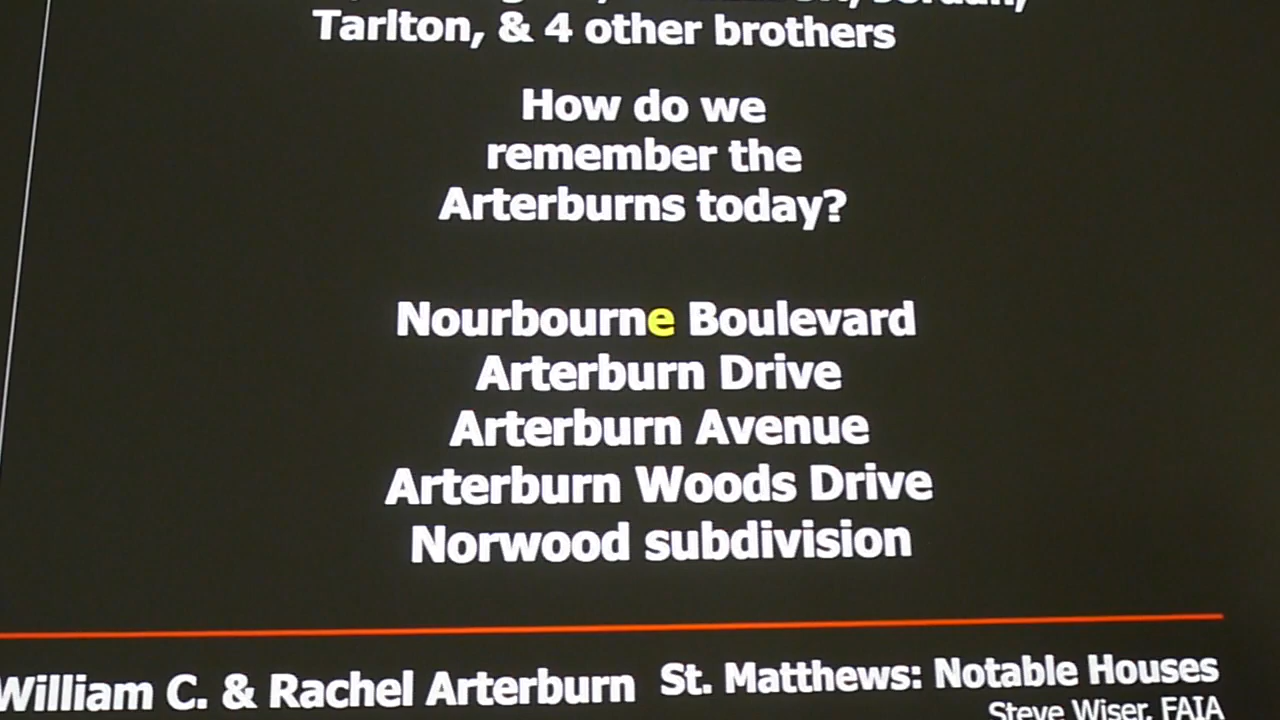 Tarlton, & 4 other brothers
How do we
remember the
Arterburns today?
Nourbourne Boulevard
Arterburn Drive
Arterburn Avenue
Arterburn Woods Drive
Norwood subdivision
William C. & Rachel Arterburn
St. Matthews: Notable Houses
Steve Wiser, FAIA